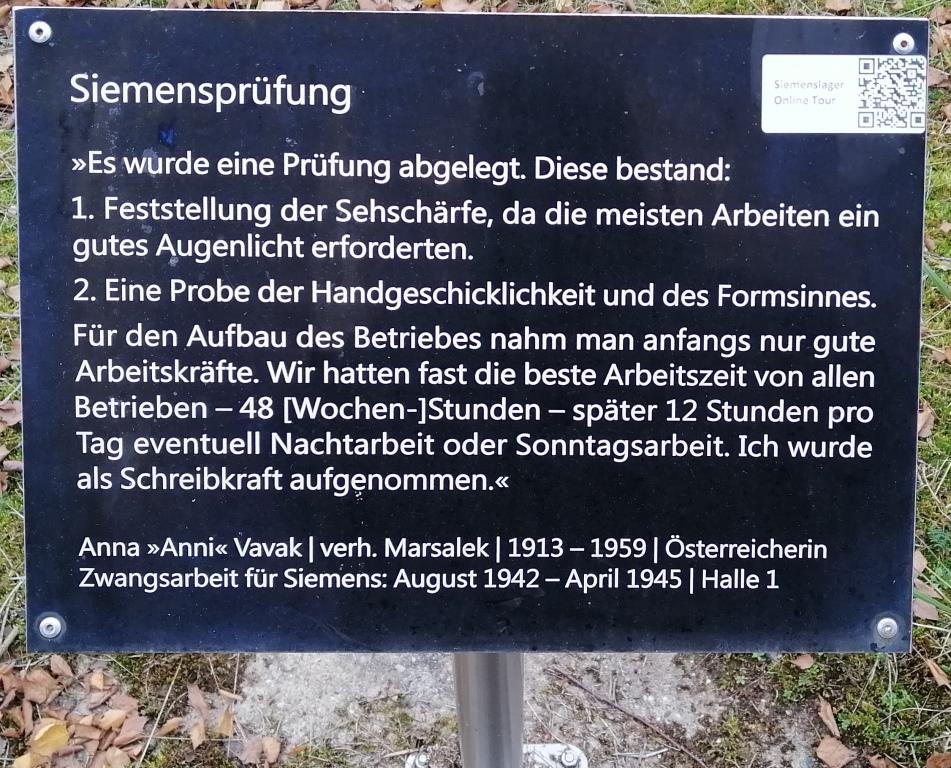 Siemensprüfung
Siemenslager
Online Tour
»Es wurde eine Prüfung abgelegt. Diese bestand:
1. Feststellung der Sehschärfe, da die meisten Arbeiten ein
gutes Augenlicht erforderten.
2. Eine Probe der Handgeschicklichkeit und des Formsinnes.
Für den Aufbau des Betriebes nahm man anfangs nur gute
Arbeitskräfte. Wir hatten fast die beste Arbeitszeit von allen
Betrieben – 48 [Wochen-]Stunden – später 12 Stunden pro
Tag eventuell Nachtarbeit oder Sonntagsarbeit. Ich wurde
als Schreibkraft aufgenommen.«
Anna »Anni« Vavak | verh. Marsalek | 1913 – 1959 | Österreicherin
Zwangsarbeit für Siemens: August 1942 – April 1945 | Halle 1